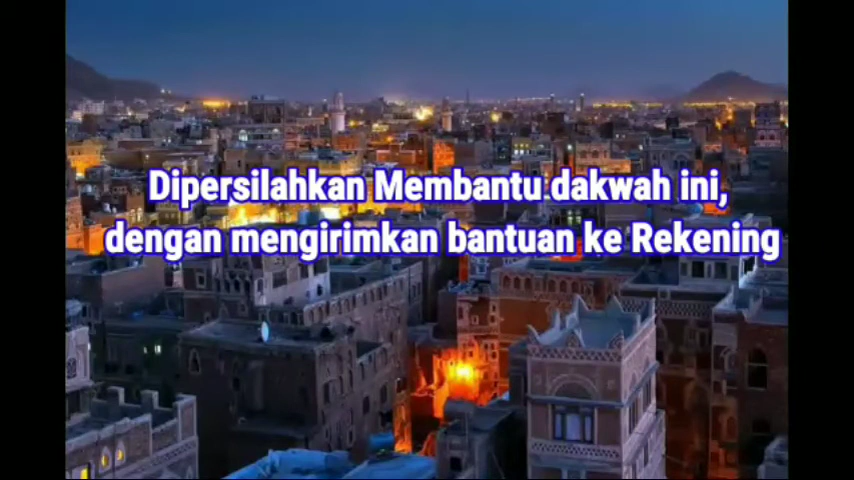 Dipersilahkan Membantu dakwah ini,
dengan mengirimkan bantuan ke Rekening